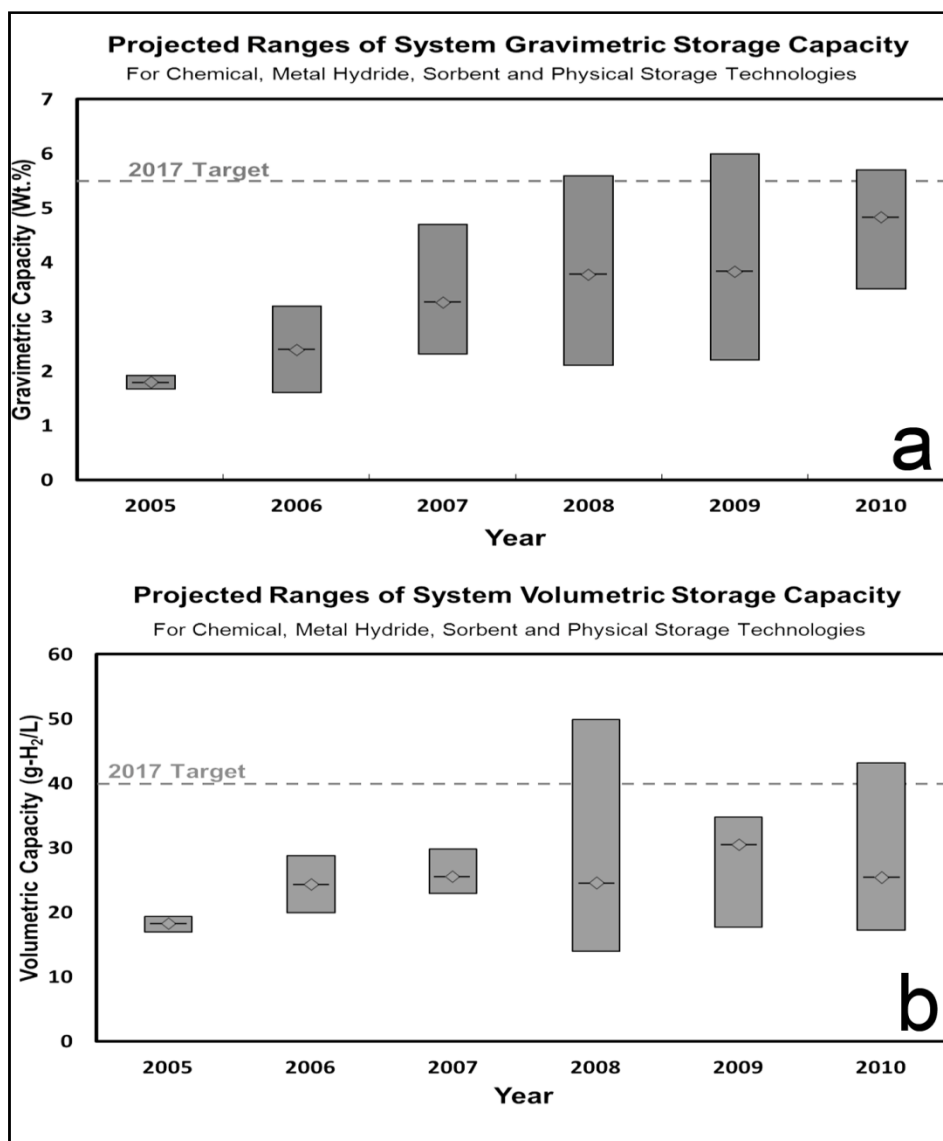 Projected Ranges of System Gravimetric Storage Capacity
For Chemical, Metal Hydride, Sorbent and Physical Storage Technologies
Gravimetric Capacity (Wt.%)
7
6
5
4
3
2
1
0
2017 Target
2005 2006 2007 2008 2009 2010
Year
a
Projected Ranges of System Volumetric Storage Capacity
For Chemical, Metal Hydride, Sorbent and Physical Storage Technologies
Volumetric Capacity (g-H₂/L)
60
50
40
30
20
10
0
2017 Target
2005 2006 2007 2008 2009 2010
Year
b